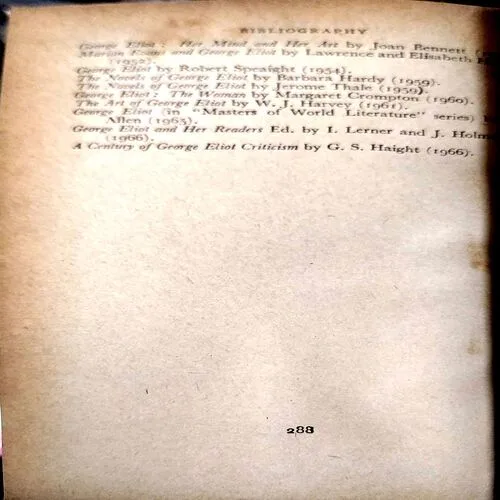 BIBLIOGRAPHY
George Eliot: Her Mind and Her Art by Joan Bennett
Marian Evans and George Eliot by Lawrence and Elisabeth
(1952).
George Eliot by Robert Speaight (1954).
The Novels of George Eliot by Barbara Hardy (1959).
The Novels of George Eliot by Jerome Thale (1959).
George Eliot: The Woman by Margaret Crompton (1960).
The Art of George Eliot by W. J. Harvey (1961).
George Eliot (in "Masters of World Literature" series)
Allen (1965).
George Eliot and Her Readers Ed. by I. Lerner and J. Holm
(1966).
A Century of George Eliot Criticism by G. S. Haight (1966).
288